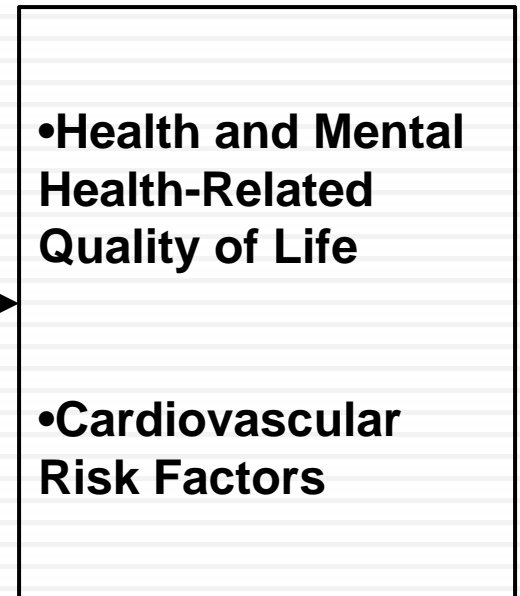 •Health and Mental
Health-Related
Quality of Life
•Cardiovascular
Risk Factors